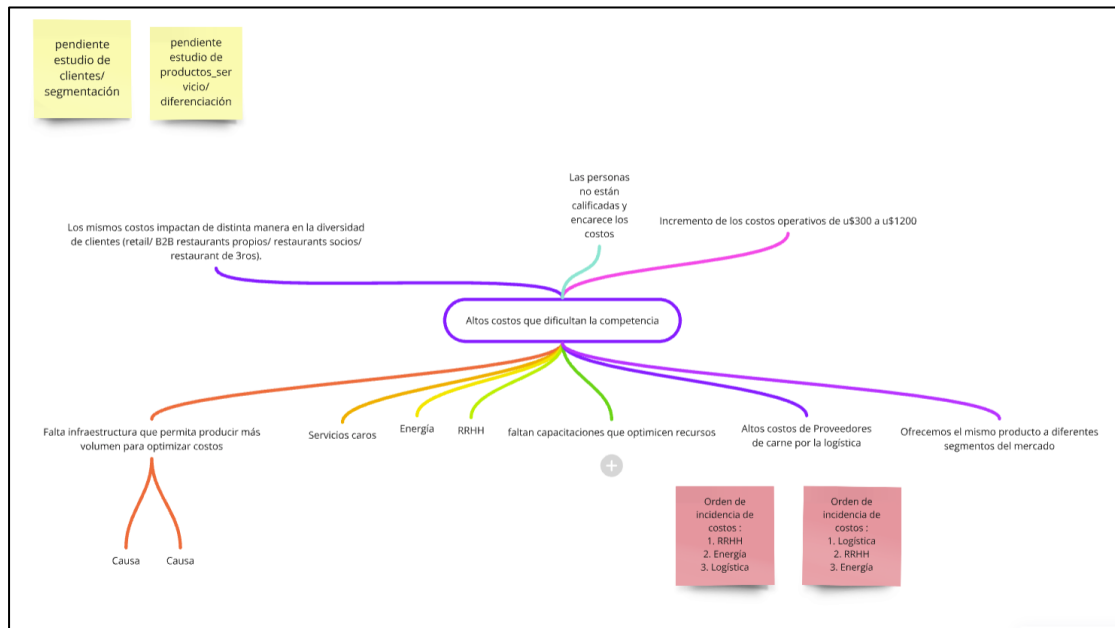 pendiente
estudio de
clientes/
segmentación
pendiente
estudio de
productos_ser
vicio/
diferenciación
Las personas
no están
calificadas y
encarece los
costos
Los mismos costos impactan de distinta manera en la diversidad
de clientes (retail/ B2B restaurants propios/ restaurants socios/
restaurant de 3ros).
Incremento de los costos operativos de u$300 a u$1200
Altos costos que dificultan la competencia
Falta infraestructura que permita producir más
volumen para optimizar costos
Servicios caros
Energía
RRHH
faltan capacitaciones que optimicen recursos
Altos costos de Proveedores
de carne por la logística
Ofrecemos el mismo producto a diferentes
segmentos del mercado
Causa
Causa
Orden de
incidencia de
costos :
1. RRHH
2. Energía
3. Logística
Orden de
incidencia de
costos :
1. Logística
2. RRHH
3. Energía